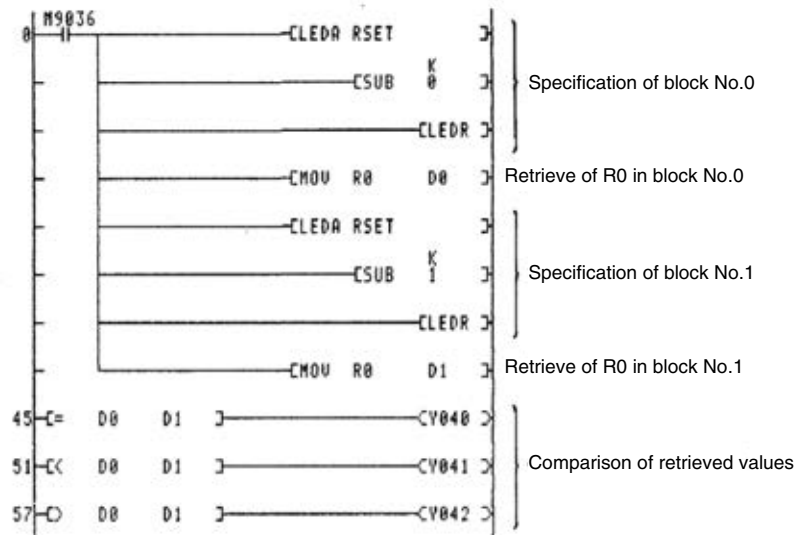 M9036
0 [LEDA RSET ]
K
[SUB 0 ] Specification of block No.0
[LEDR ]
[MOV R0 D0 ] Retrieve of R0 in block No.0
[LEDA RSET ]
K
[SUB 1 ] Specification of block No.1
[LEDR ]
[MOV R0 D1 ] Retrieve of R0 in block No.1
45 [= D0 D1 ] (Y040 )
51 [< D0 D1 ] (Y041 ) Comparison of retrieved values
57 [> D0 D1 ] (Y042 )